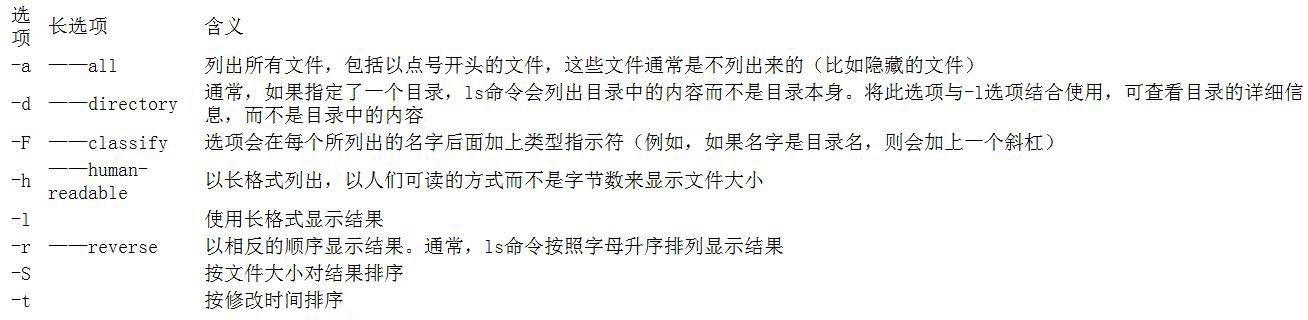 选项 长选项 含义
-a ——all 列出所有文件，包括以点号开头的文件，这些文件通常是不列出来的（比如隐藏的文件）
-d ——directory 通常，如果指定了一个目录，ls命令会列出目录中的内容而不是目录本身。将此选项与-l选项结合使用，可查看目录的详细信
息，而不是目录中的内容
-F ——classify 选项会在每个所列出的名字后面加上类型指示符（例如，如果名字是目录名，则会加上一个斜杠）
-h ——human-
readable 以长格式列出，以人们可读的方式而不是字节数来显示文件大小
-l 使用长格式显示结果
-r ——reverse 以相反的顺序显示结果。通常，ls命令按照字母升序排列显示结果
-S 按文件大小对结果排序
-t 按修改时间排序